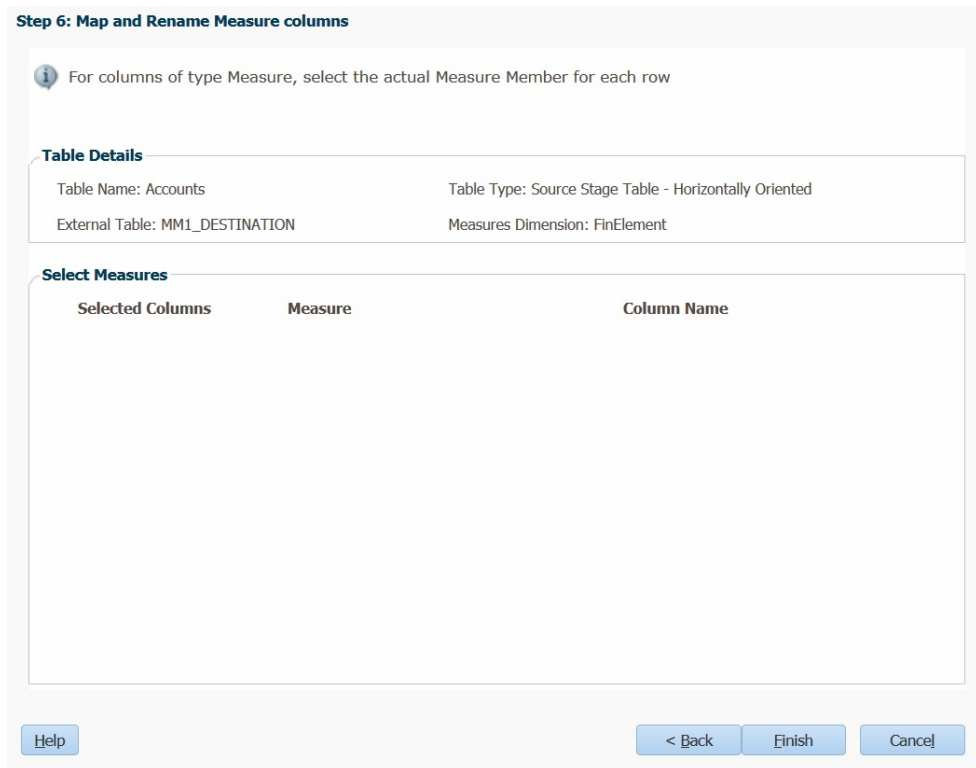 Step 6: Map and Rename Measure columns
For columns of type Measure, select the actual Measure Member for each row
Table Details
Table Name: Accounts Table Type: Source Stage Table - Horizontally Oriented
External Table: MM1_DESTINATION Measures Dimension: FinElement
Select Measures
Selected Columns Measure Column Name
Help < Back Finish Cancel